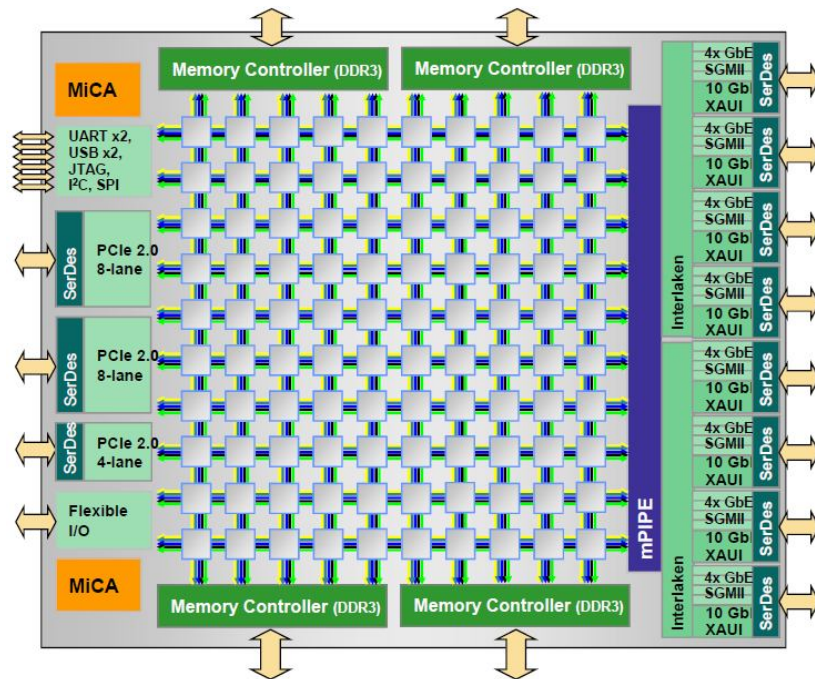 Memory Controller (DDR3)
Memory Controller (DDR3)
MiCA
UART x2,
USB x2,
JTAG,
I²C, SPI
SerDes
PCIe 2.0
8-lane
SerDes
PCIe 2.0
8-lane
SerDes
PCIe 2.0
4-lane
Flexible
I/O
MiCA
Memory Controller (DDR3)
Memory Controller (DDR3)
mPIPE
Interlaken
Interlaken
4x GbE
SGMII
10 Gb
XAUI
SerDes
4x GbE
SGMII
10 Gb
XAUI
SerDes
4x GbE
SGMII
10 Gb
XAUI
SerDes
4x GbE
SGMII
10 Gb
XAUI
SerDes
4x GbE
SGMII
10 Gb
XAUI
SerDes
4x GbE
SGMII
10 Gb
XAUI
SerDes
4x GbE
SGMII
10 Gb
XAUI
SerDes
4x GbE
SGMII
10 Gb
XAUI
SerDes